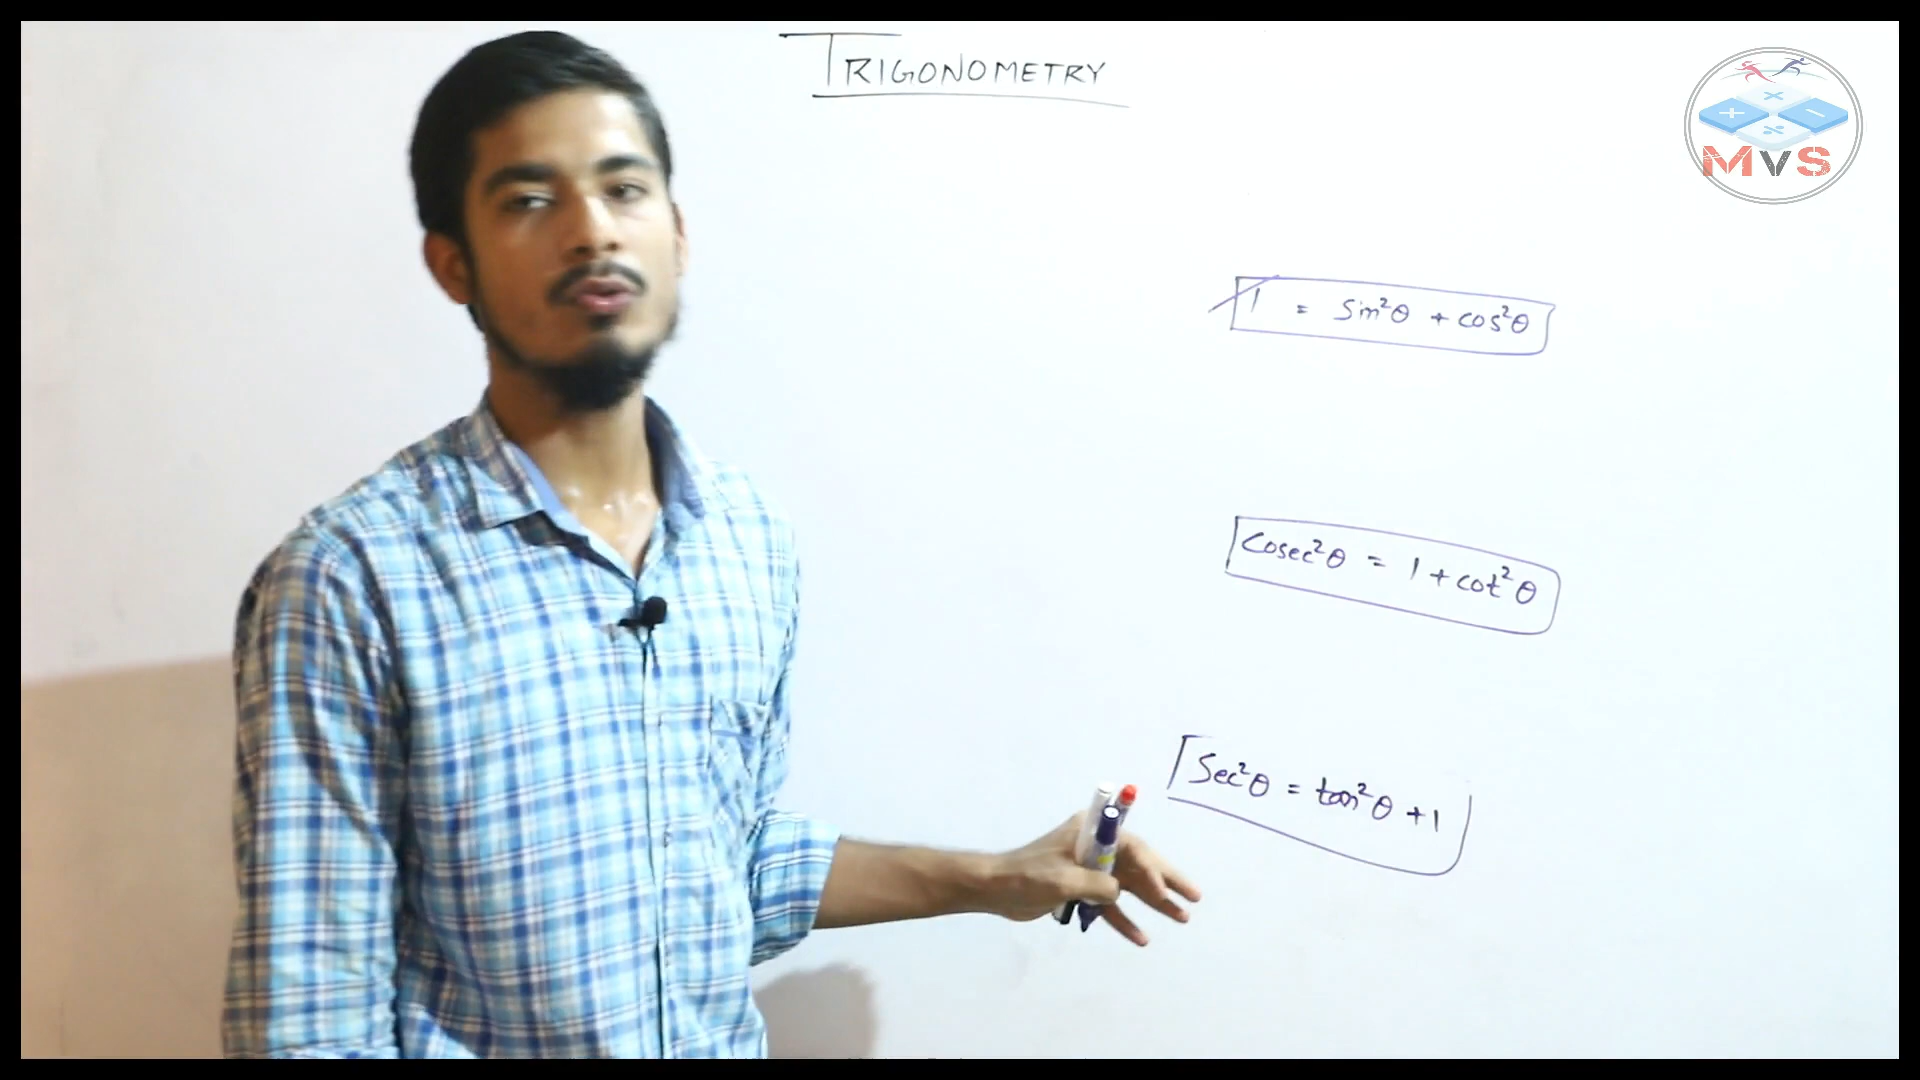 TRIGONOMETRY
+ × ÷ -
MVS
1 = Sin²θ + cos²θ
Cosec²θ = 1 + cot²θ
Sec²θ = tan²θ + 1